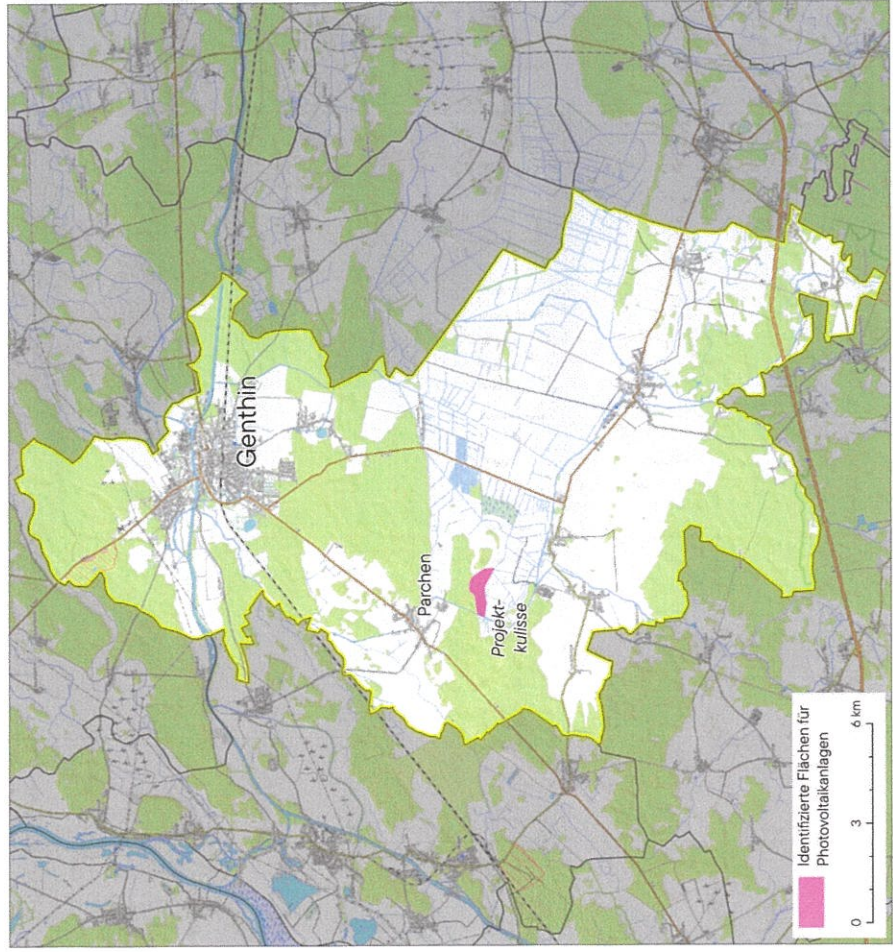 Genthin
Parchen
Projekt-
kulisse
Identifizierte Flächen für
Photovoltaikanlagen
0
3
6 km